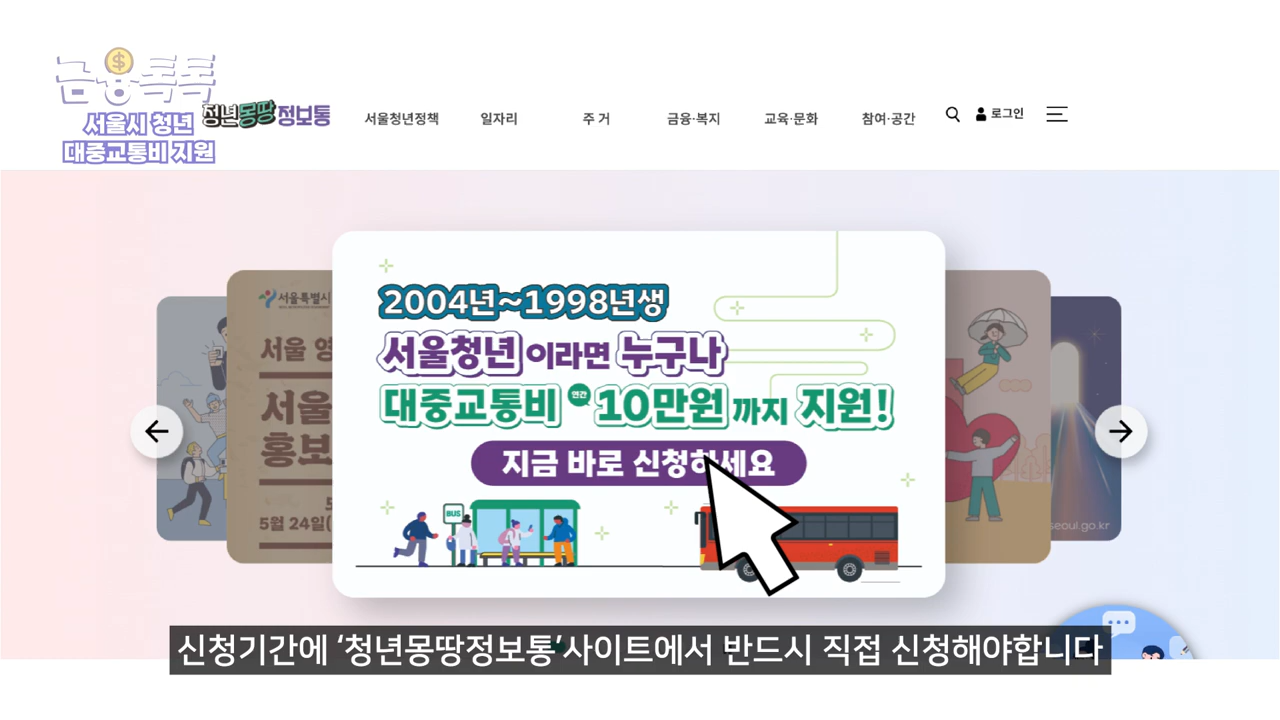 금융톡톡
서울시 청년
대중교통비 지원
청년몽땅정보통
서울청년정책 일자리 주 거 금융·복지 교육·문화 참여·공간 로그인
서울특별시
서울 영
서울
홍보
5월 24일(
2004년~1998년생
서울청년이라면 누구나
대중교통비 연간 10만원까지 지원!
지금 바로 신청하세요
BUS
seoul.go.kr
신청기간에 ‘청년몽땅정보통’사이트에서 반드시 직접 신청해야합니다